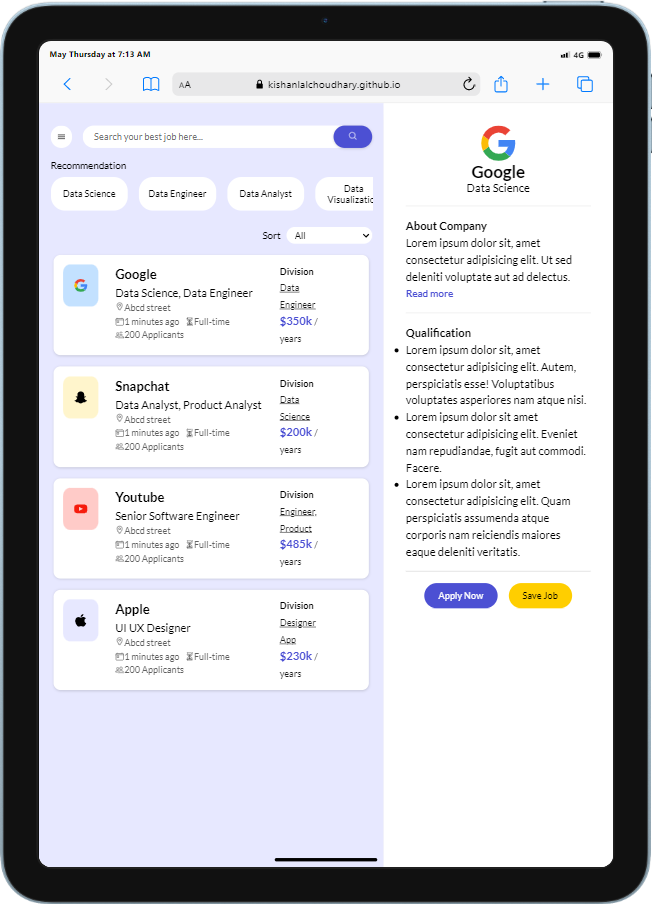 May Thursday at 7:13 AM
4G
AA
kishanlalchoudhary.github.io
Search your best job here...
Recommendation
Data Science
Data Engineer
Data Analyst
Data
Visualizatio
Sort
All
Google
Data Science, Data Engineer
Abcd street
1 minutes ago
Full-time
200 Applicants
Division
Data
Engineer
$350k /
years
Snapchat
Data Analyst, Product Analyst
Abcd street
1 minutes ago
Full-time
200 Applicants
Division
Data
Science
$200k /
years
Youtube
Senior Software Engineer
Abcd street
1 minutes ago
Full-time
200 Applicants
Division
Engineer,
Product
$485k /
years
Apple
UI UX Designer
Abcd street
1 minutes ago
Full-time
200 Applicants
Division
Designer
App
$230k /
years
Google
Data Science
About Company
Lorem ipsum dolor sit, amet
consectetur adipisicing elit. Ut sed
deleniti voluptate aut ad delectus.
Read more
Qualification
Lorem ipsum dolor sit, amet
consectetur adipisicing elit. Autem,
perspiciatis esse! Voluptatibus
voluptates asperiores nam atque nisi.
Lorem ipsum dolor sit amet
consectetur adipisicing elit. Eveniet
nam repudiandae, fugit aut commodi.
Facere.
Lorem ipsum dolor sit, amet
consectetur adipisicing elit. Quam
perspiciatis assumenda atque
corporis nam reiciendis maiores
eaque deleniti veritatis.
Apply Now
Save Job